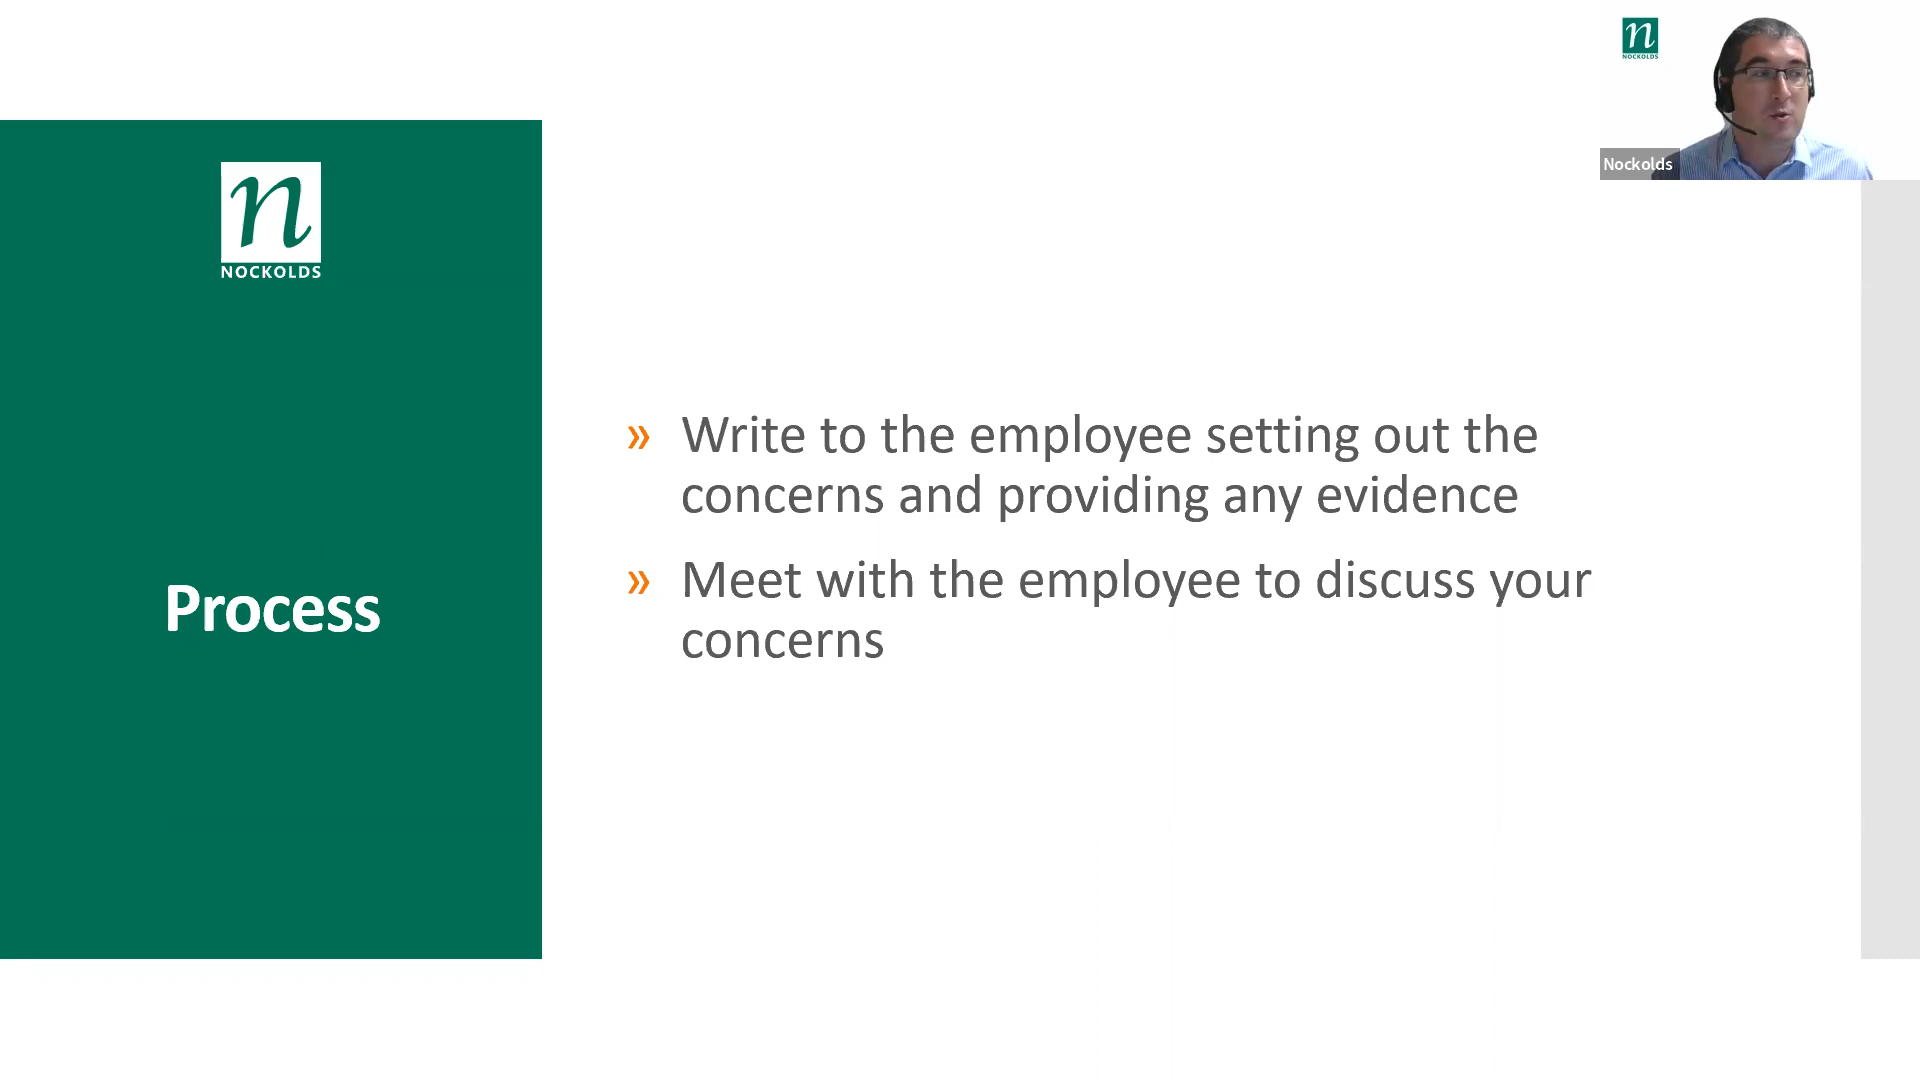 n
NOCKOLDS
Nockolds
n
NOCKOLDS
Process
» Write to the employee setting out the
concerns and providing any evidence
» Meet with the employee to discuss your
concerns